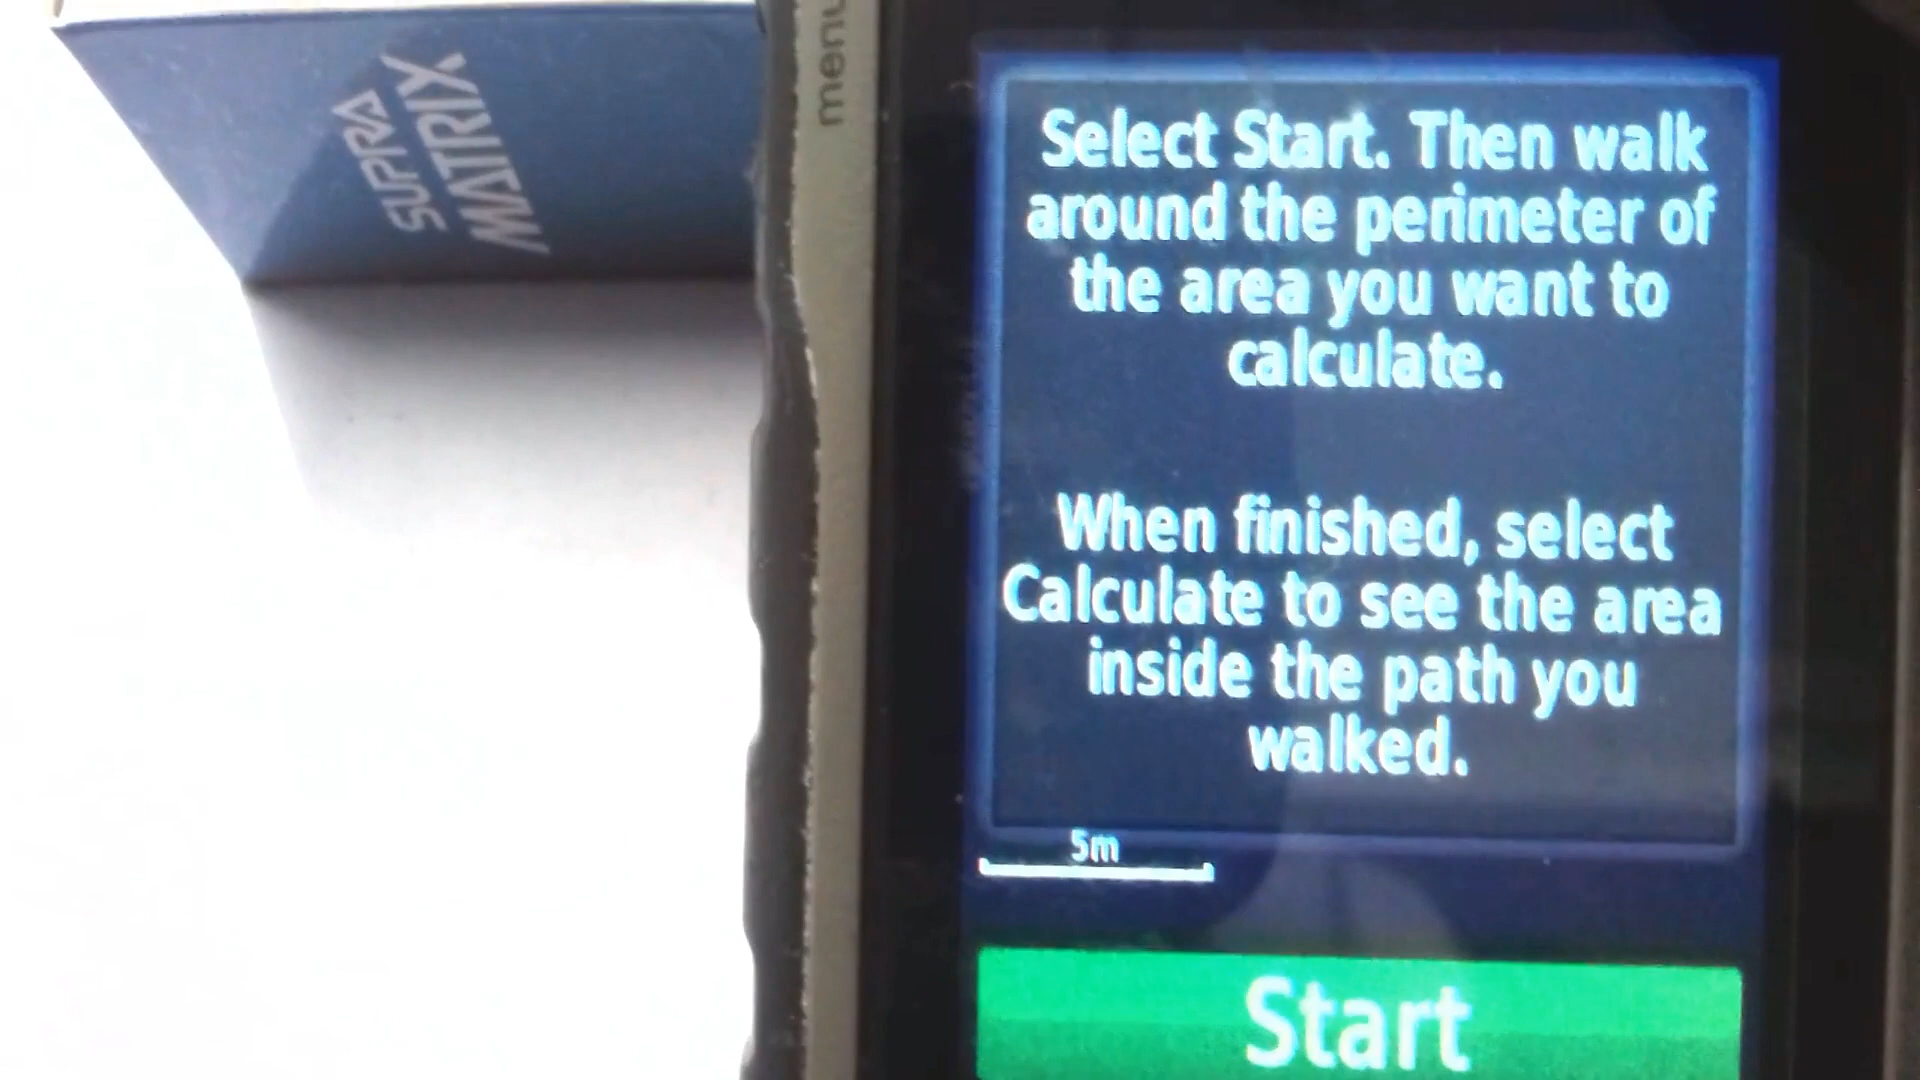 SUPRA
MATRIX
menu
Select Start. Then walk
around the perimeter of
the area you want to
calculate.
When finished, select
Calculate to see the area
inside the path you
walked.
5m
Start